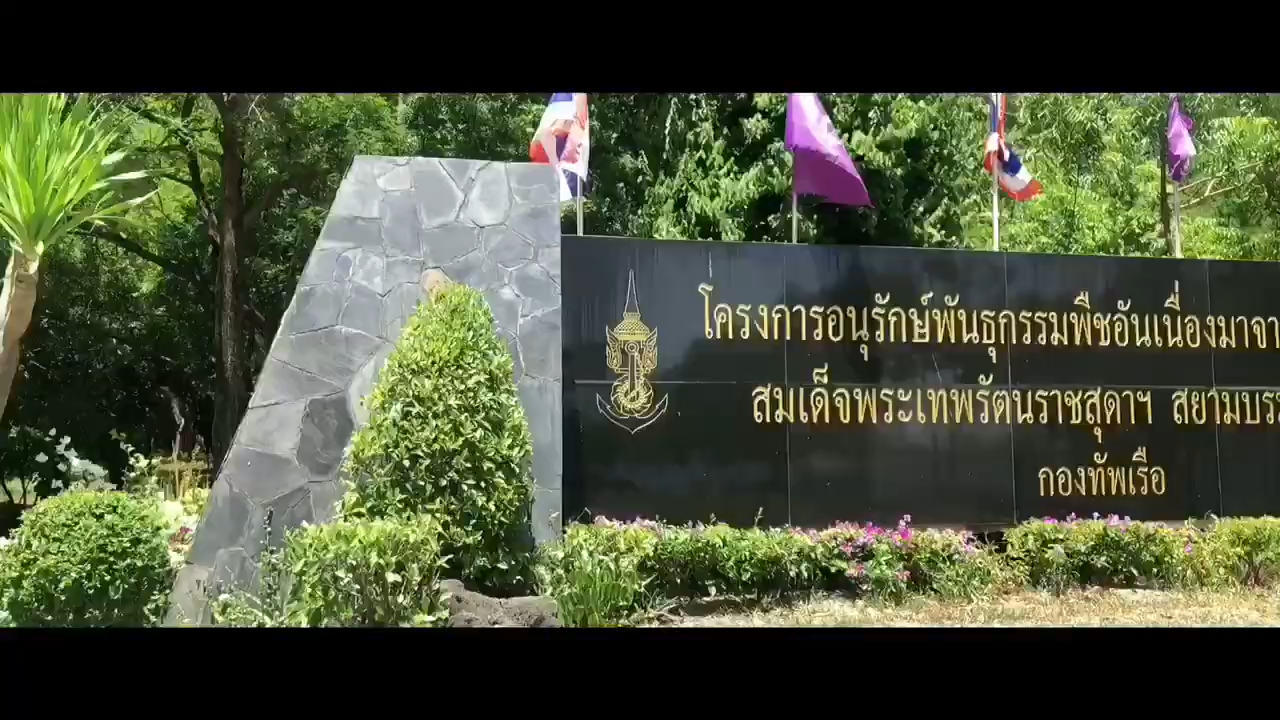 โครงการอนุรักษ์พันธุกรรมพืชอันเนื่องมาจา
สมเด็จพระเทพรัตนราชสุดาฯ สยามบร
กองทัพเรือ